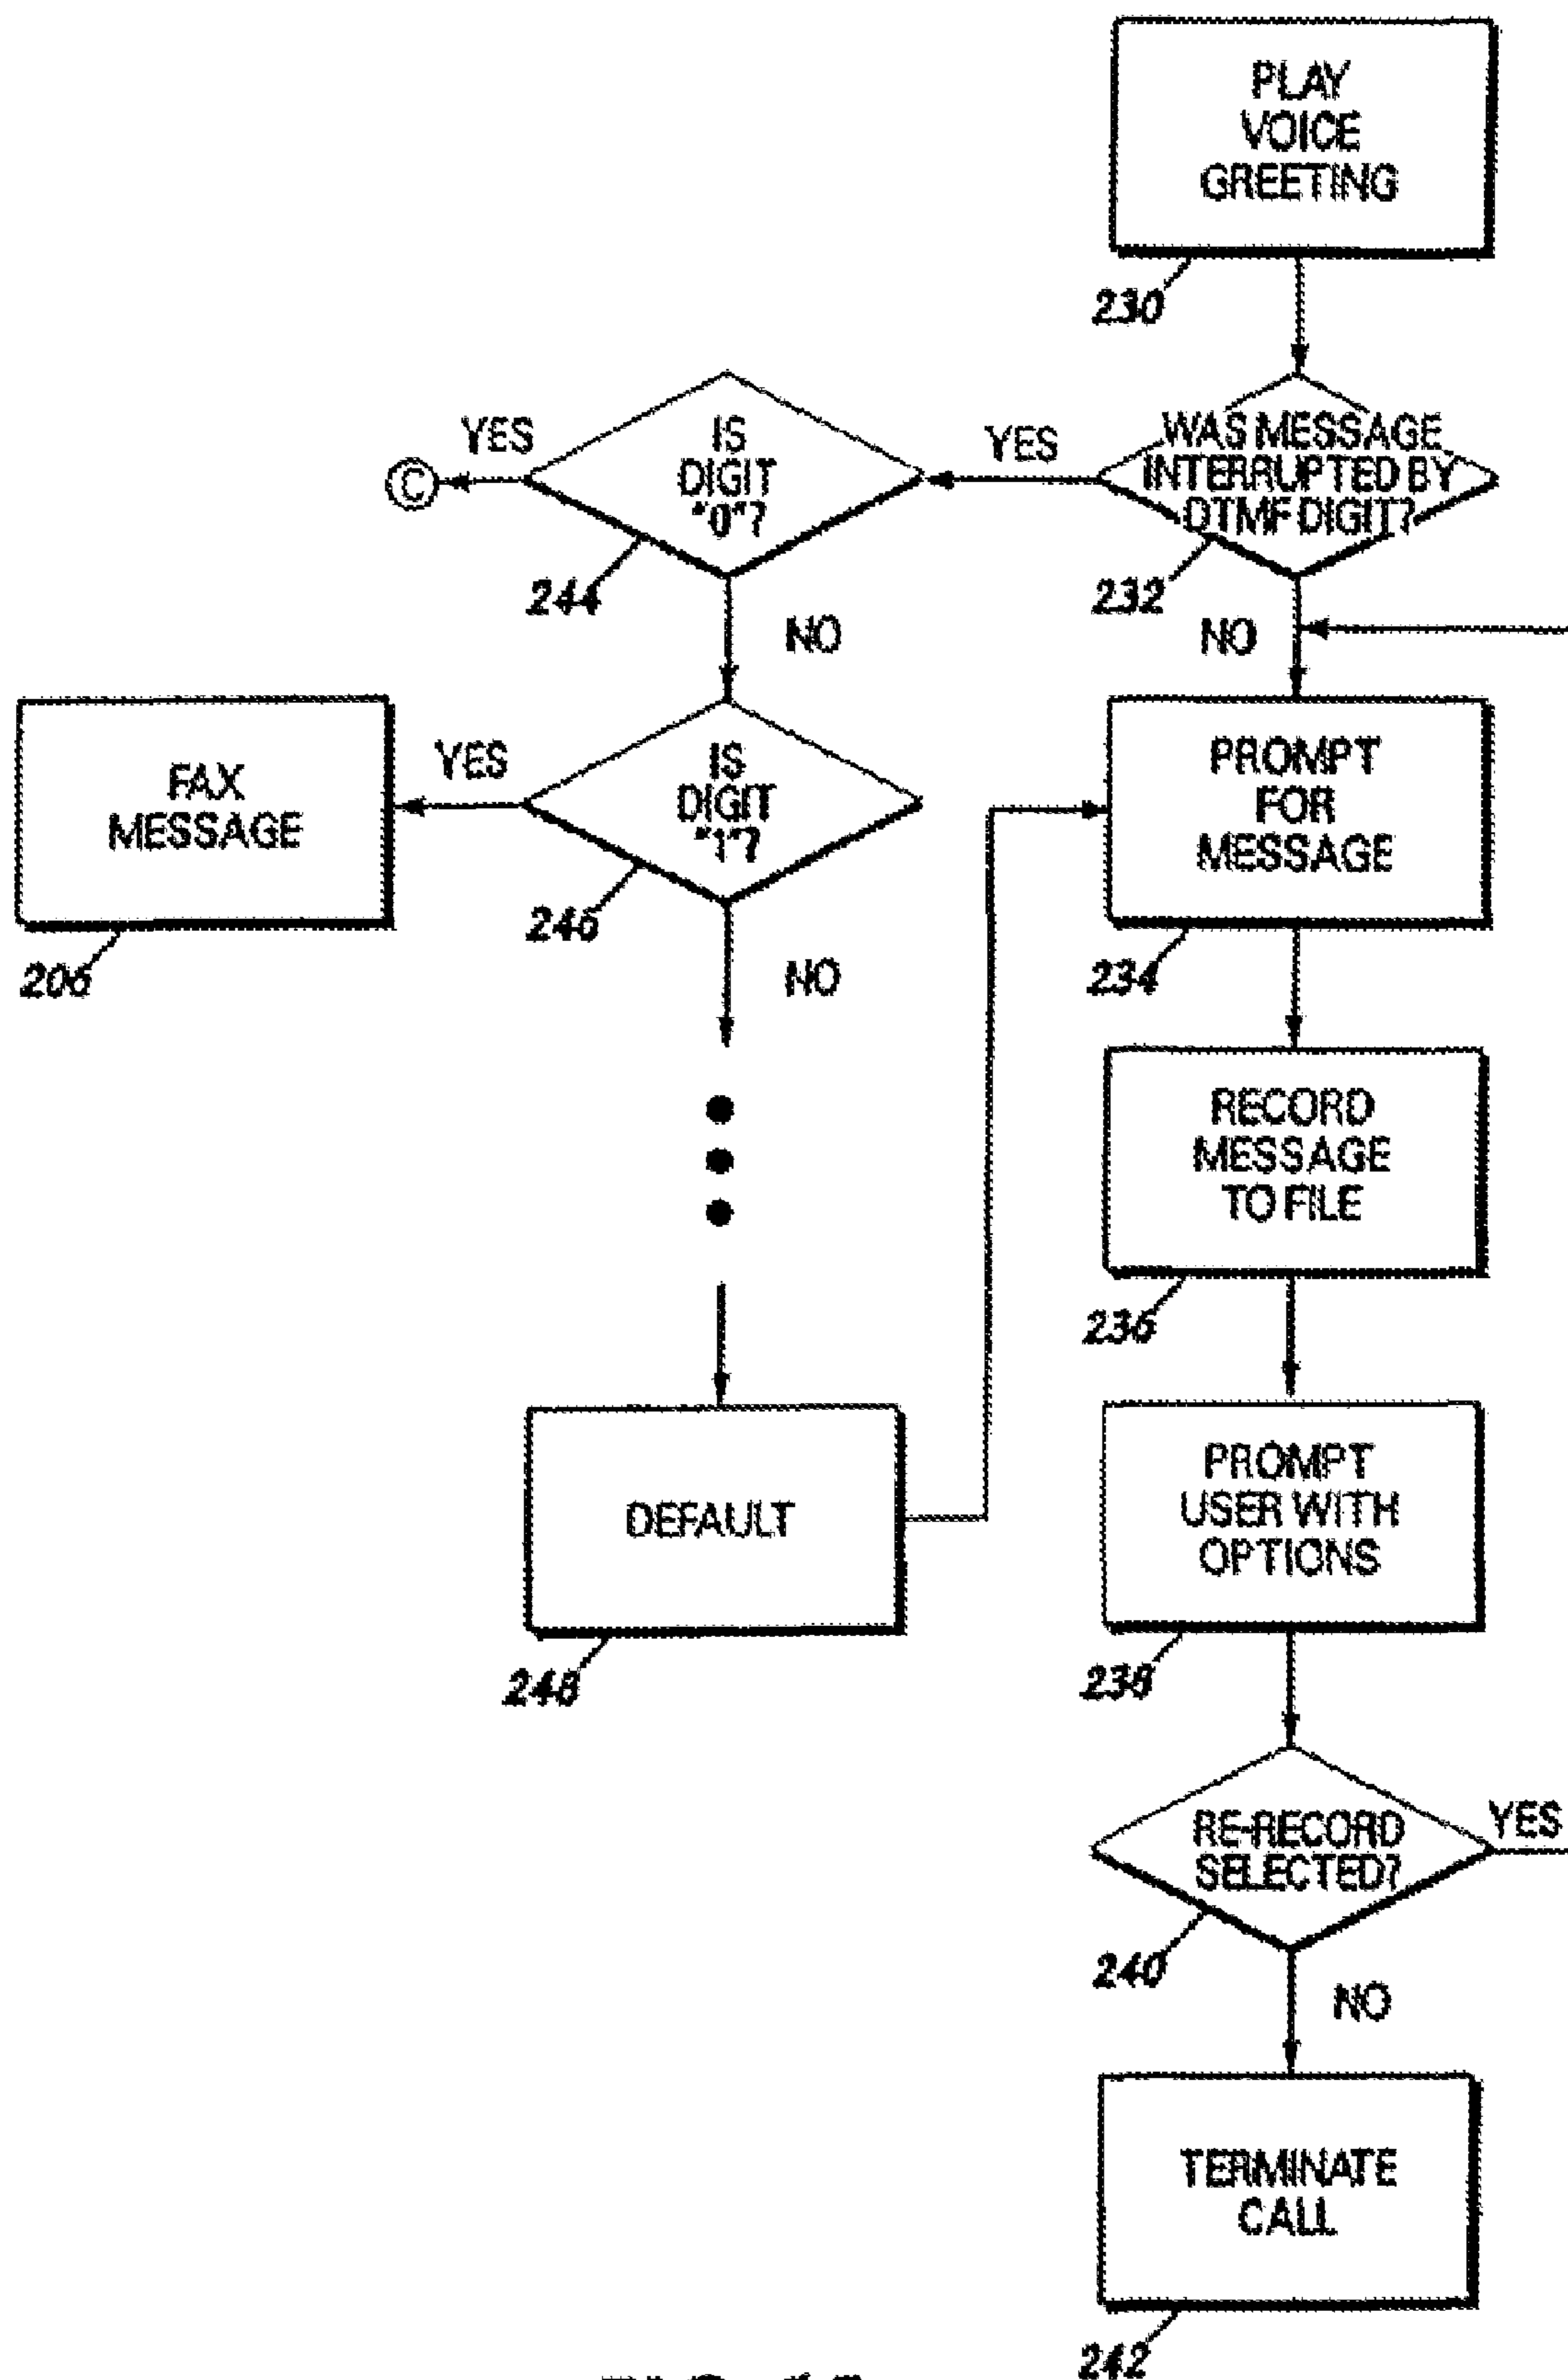 PLAY
VOICE
GREETING
230
WAS MESSAGE
INTERRUPTED BY
DTMF DIGIT?
232
YES
NO
IS
DIGIT
"0"?
244
YES
C
NO
IS
DIGIT
"1"?
246
YES
FAX
MESSAGE
206
NO
DEFAULT
248
PROMPT
FOR
MESSAGE
234
RECORD
MESSAGE
TO FILE
236
PROMPT
USER WITH
OPTIONS
238
RE-RECORD
SELECTED?
240
YES
NO
TERMINATE
CALL
242